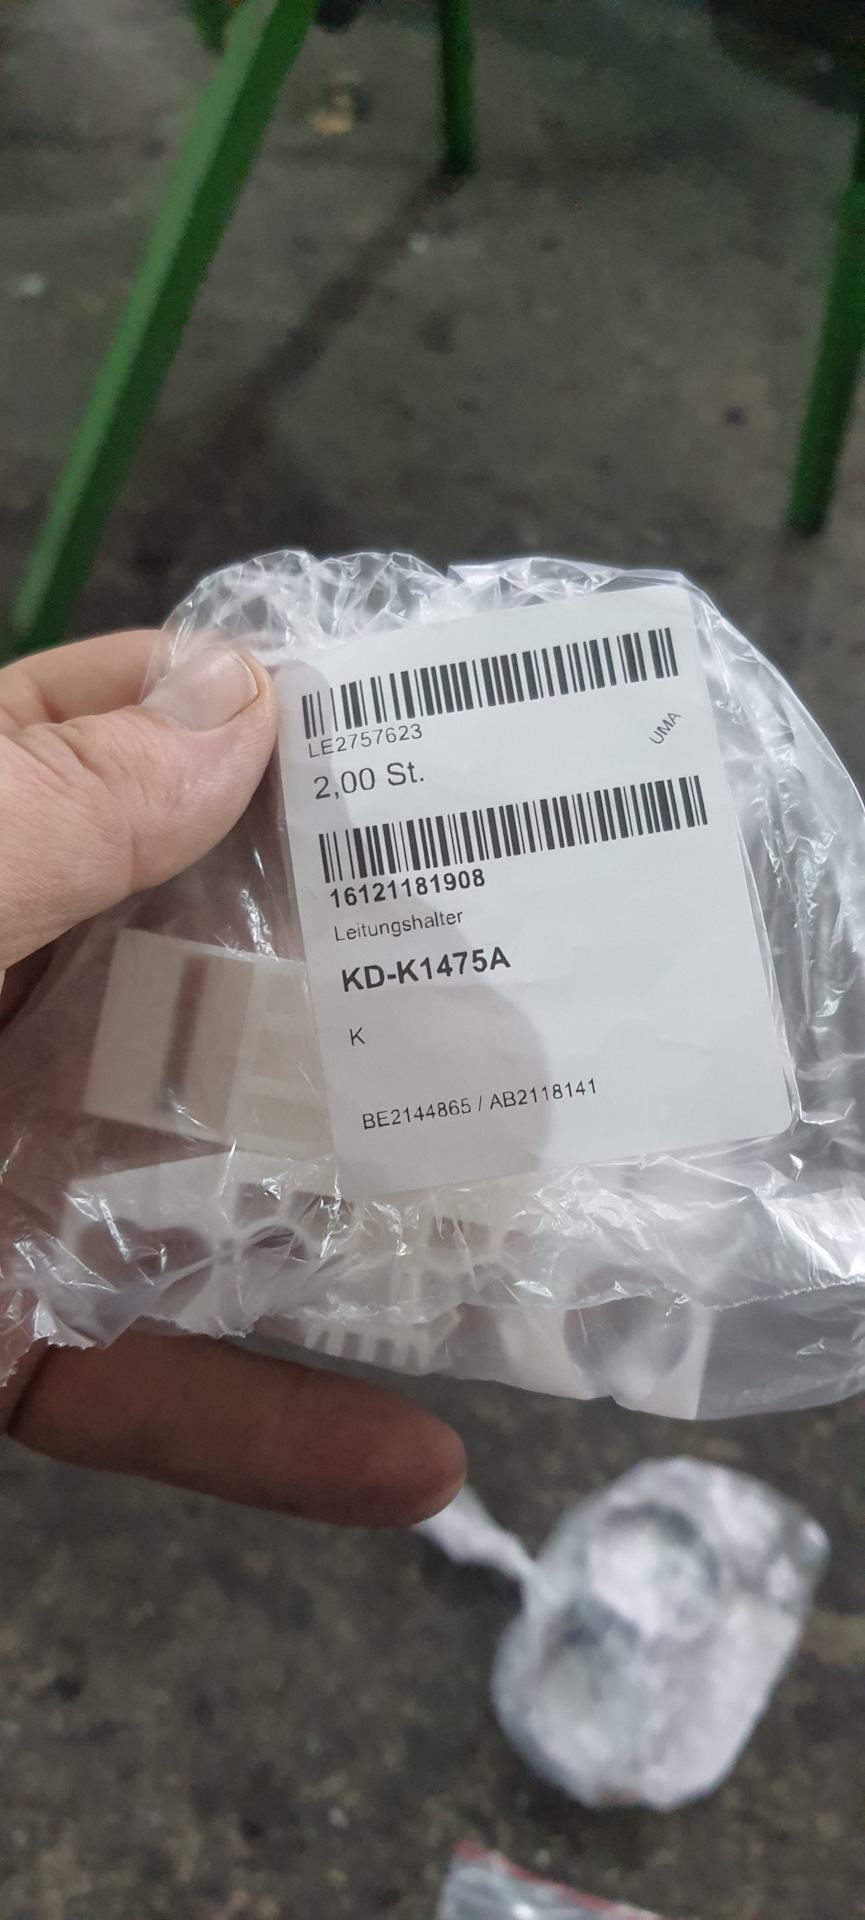 LE2757623
UMA
2,00 St.
16121181908
Leitungshalter
KD-K1475A
K
BE2144865 / AB2118141